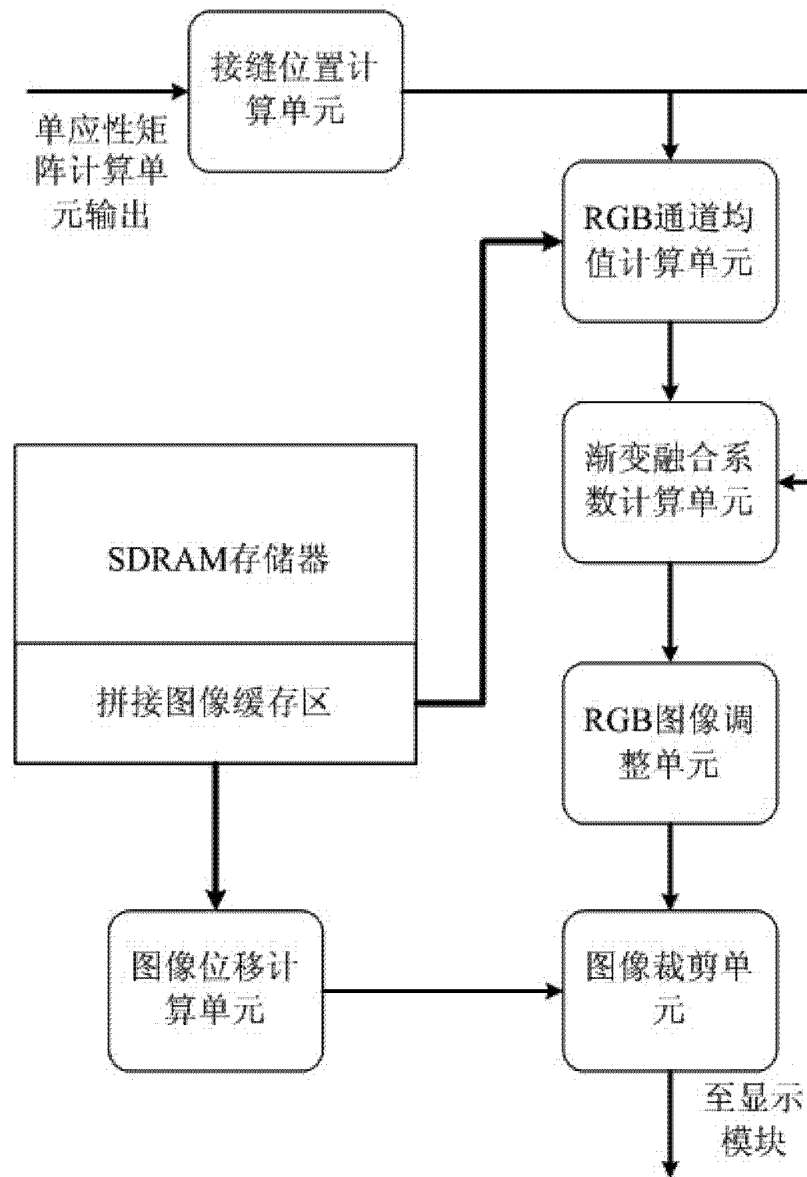 接缝位置计
算单元
单应性矩
阵计算单
元输出
RGB通道均
值计算单元
渐变融合系
数计算单元
SDRAM存储器
拼接图像缓存区
RGB图像调
整单元
图像位移计
算单元
图像裁剪单
元
至显示
模块